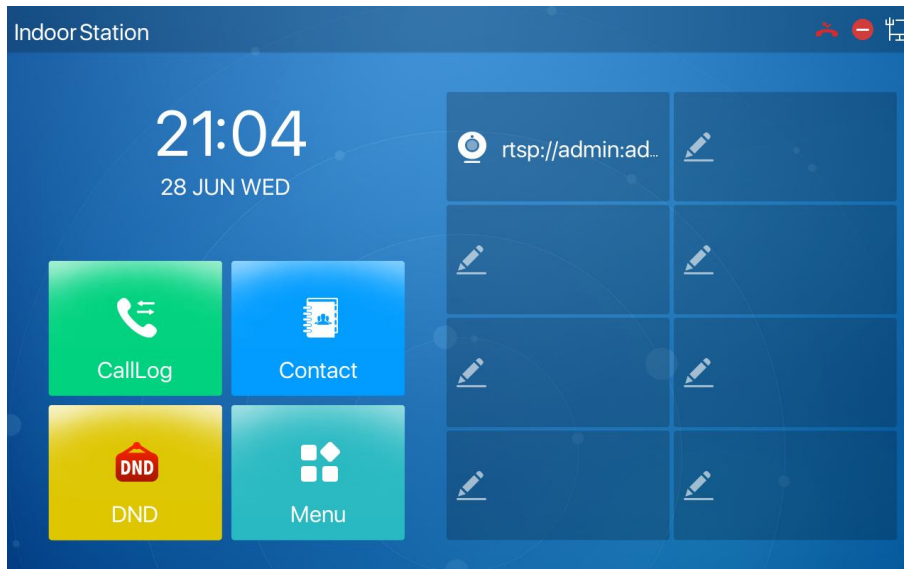 Indoor Station
21:04
28 JUN WED
rtsp://admin:ad...
CallLog
Contact
DND
DND
Menu